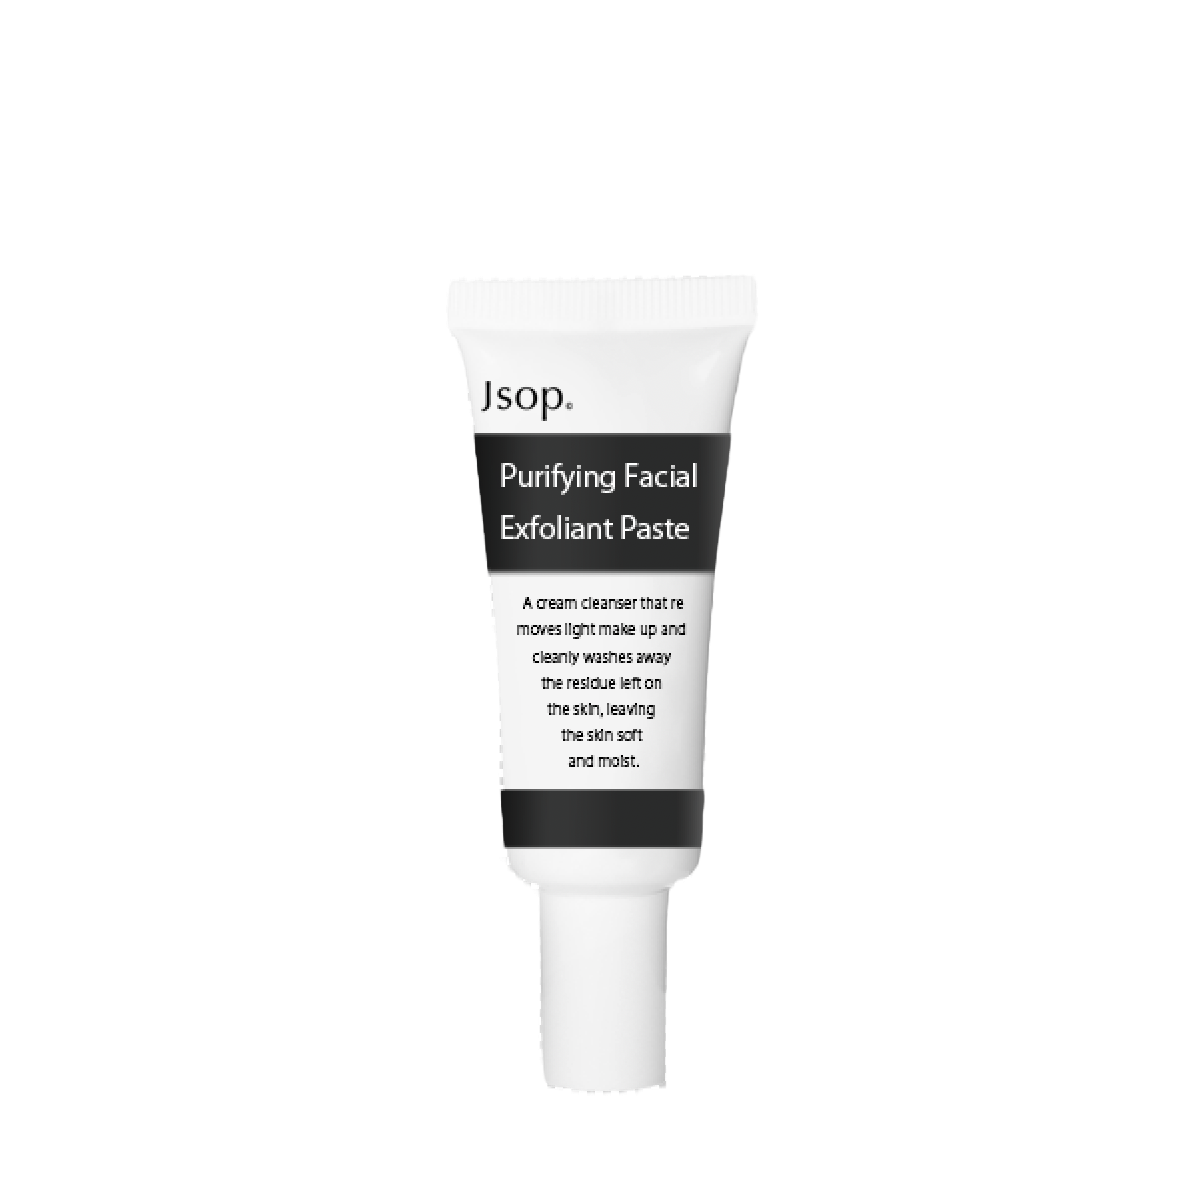 Jsop.©
Purifying Facial
Exfoliant Paste
A cream cleanser that re
moves light make up and
cleanly washes away
the residue left on
the skin, leaving
the skin soft
and moist.